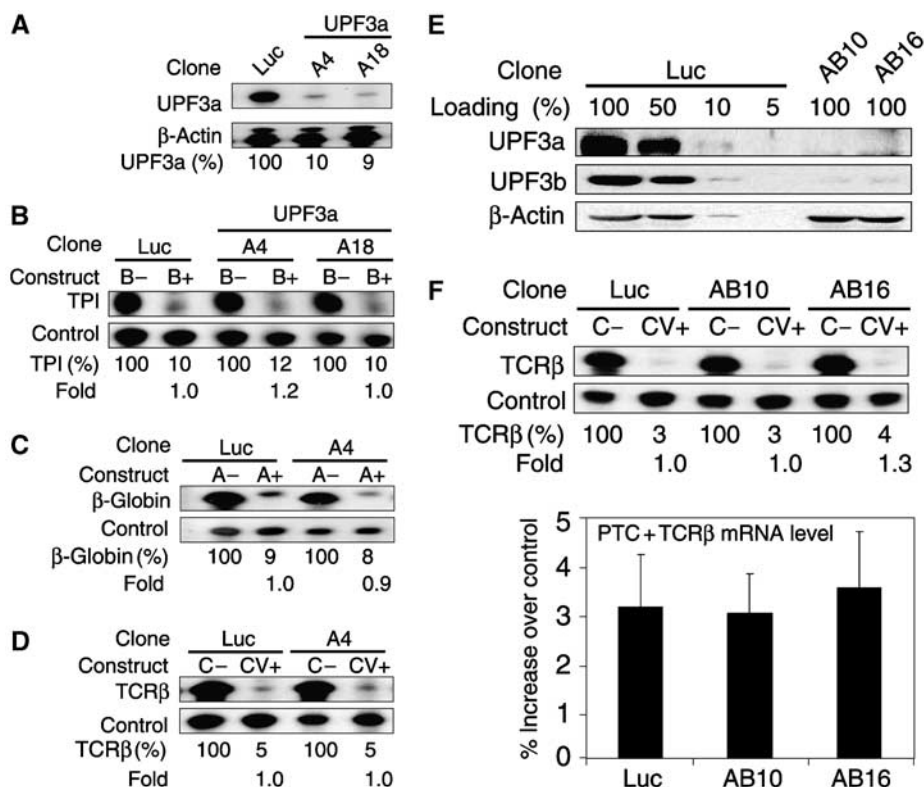 A
UPF3a
Clone Luc A4 A18
UPF3a
β-Actin
UPF3a (%) 100 10 9
B
UPF3a
Clone Luc A4 A18
Construct B− B+ B− B+ B− B+
TPI
Control
TPI (%) 100 10 100 12 100 10
Fold 1.0 1.2 1.0
C
Clone Luc A4
Construct A− A+ A− A+
β-Globin
Control
β-Globin (%) 100 9 100 8
Fold 1.0 0.9
D
Clone Luc A4
Construct C− CV+ C− CV+
TCRβ
Control
TCRβ (%) 100 5 100 5
Fold 1.0 1.0
E
Clone Luc AB10 AB16
Loading (%) 100 50 10 5 100 100
UPF3a
UPF3b
β-Actin
F
Clone Luc AB10 AB16
Construct C− CV+ C− CV+ C− CV+
TCRβ
Control
TCRβ (%) 100 3 100 3 100 4
Fold 1.0 1.0 1.3
PTC + TCRβ mRNA level
% Increase over control
5
4
3
2
1
0
Luc AB10 AB16